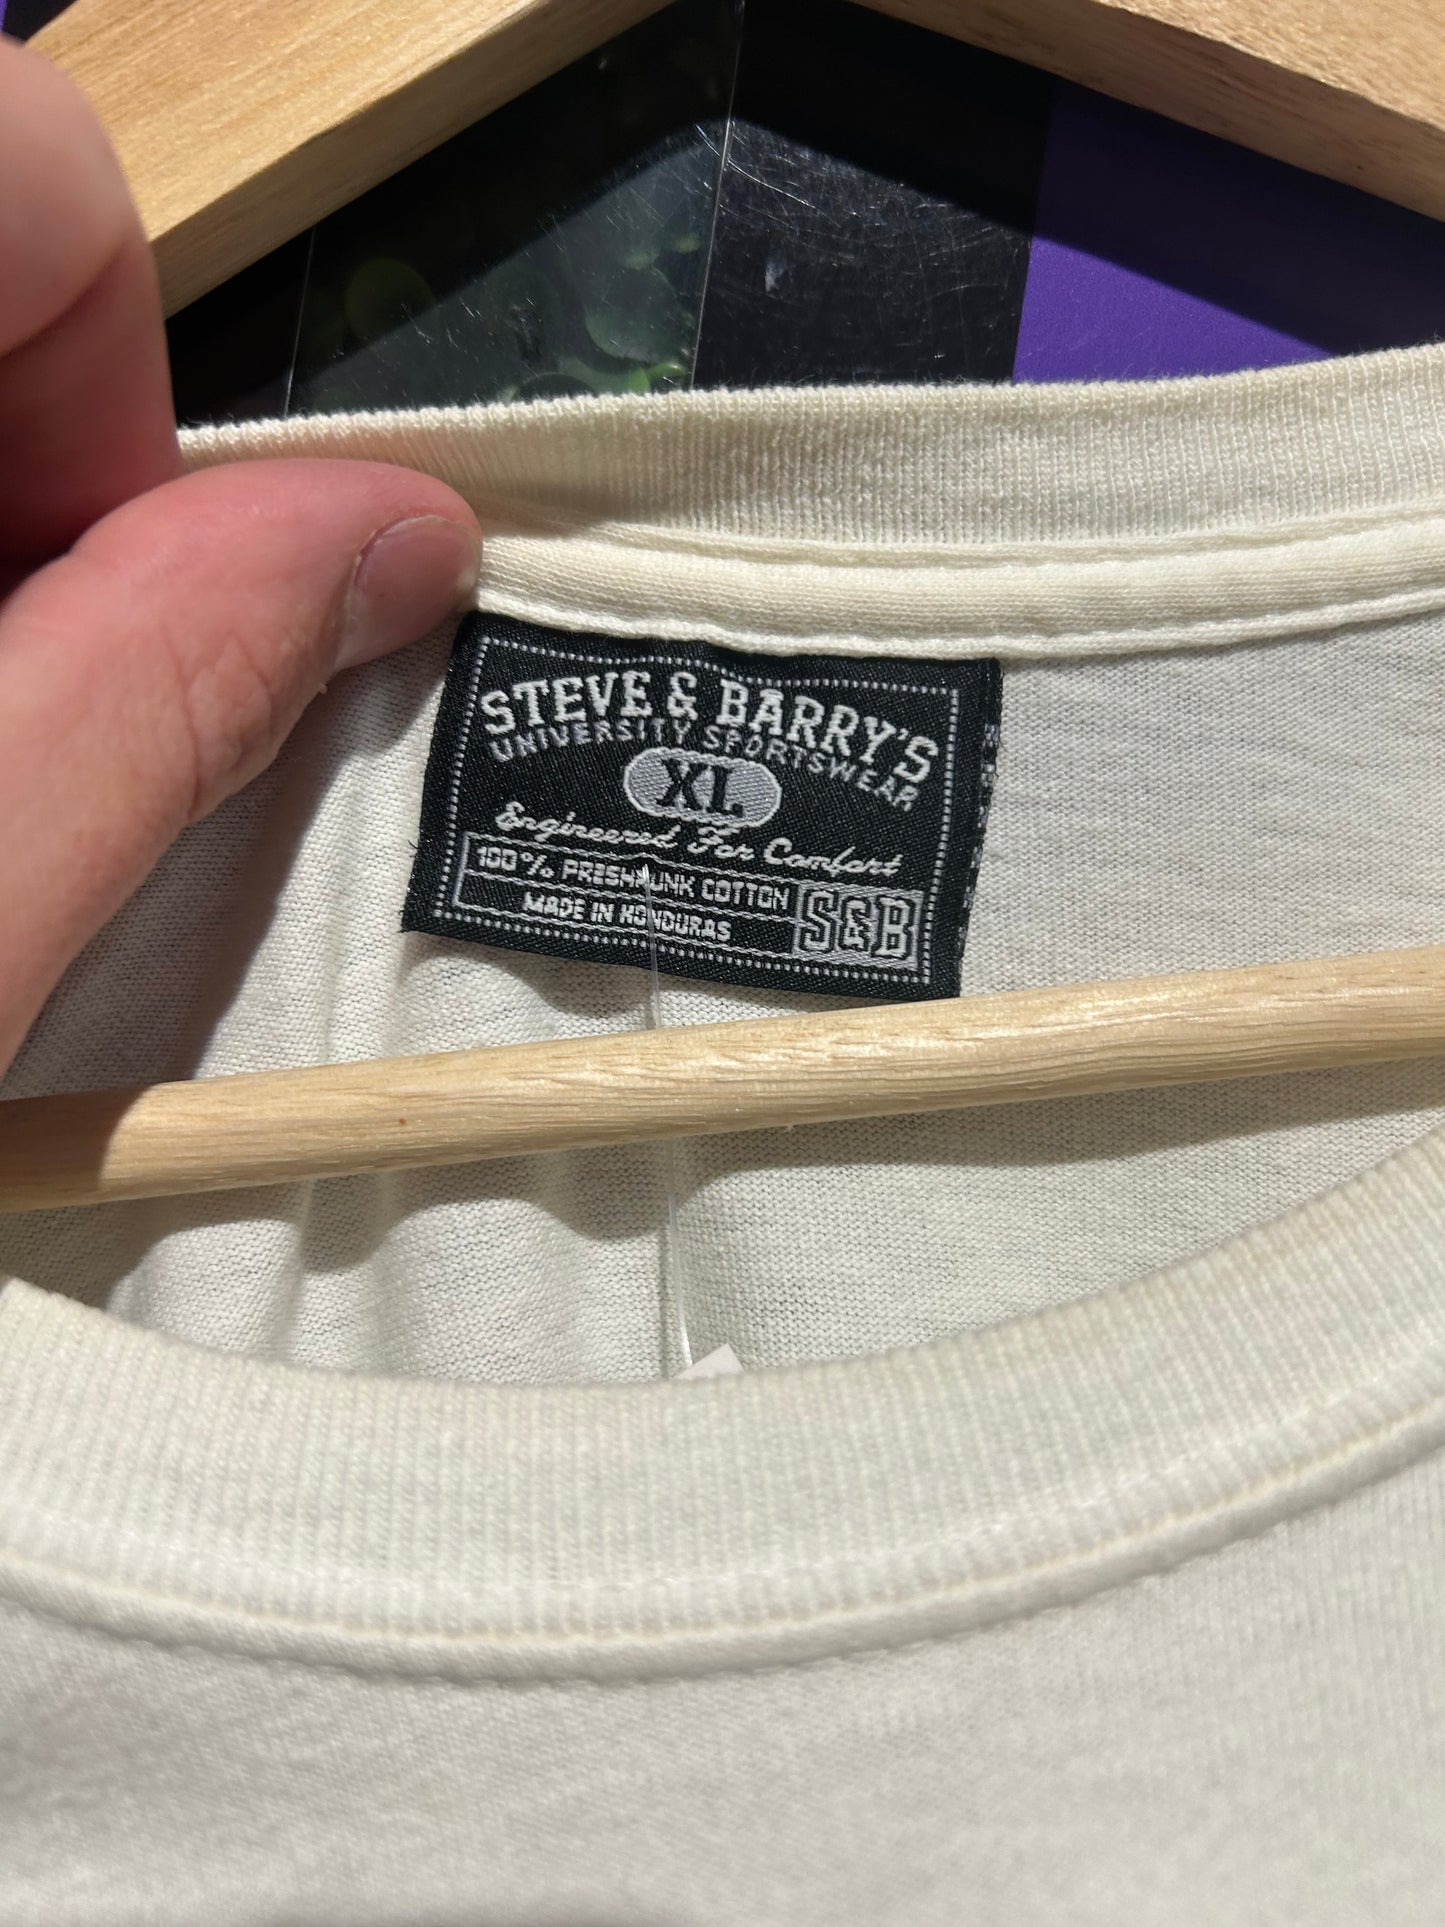 STEVE & BARRY'S
UNIVERSITY SPORTSWEAR
XL
Engineered For Comfort
100% PRESHRUNK COTTON
MADE IN HONDURAS
S&B